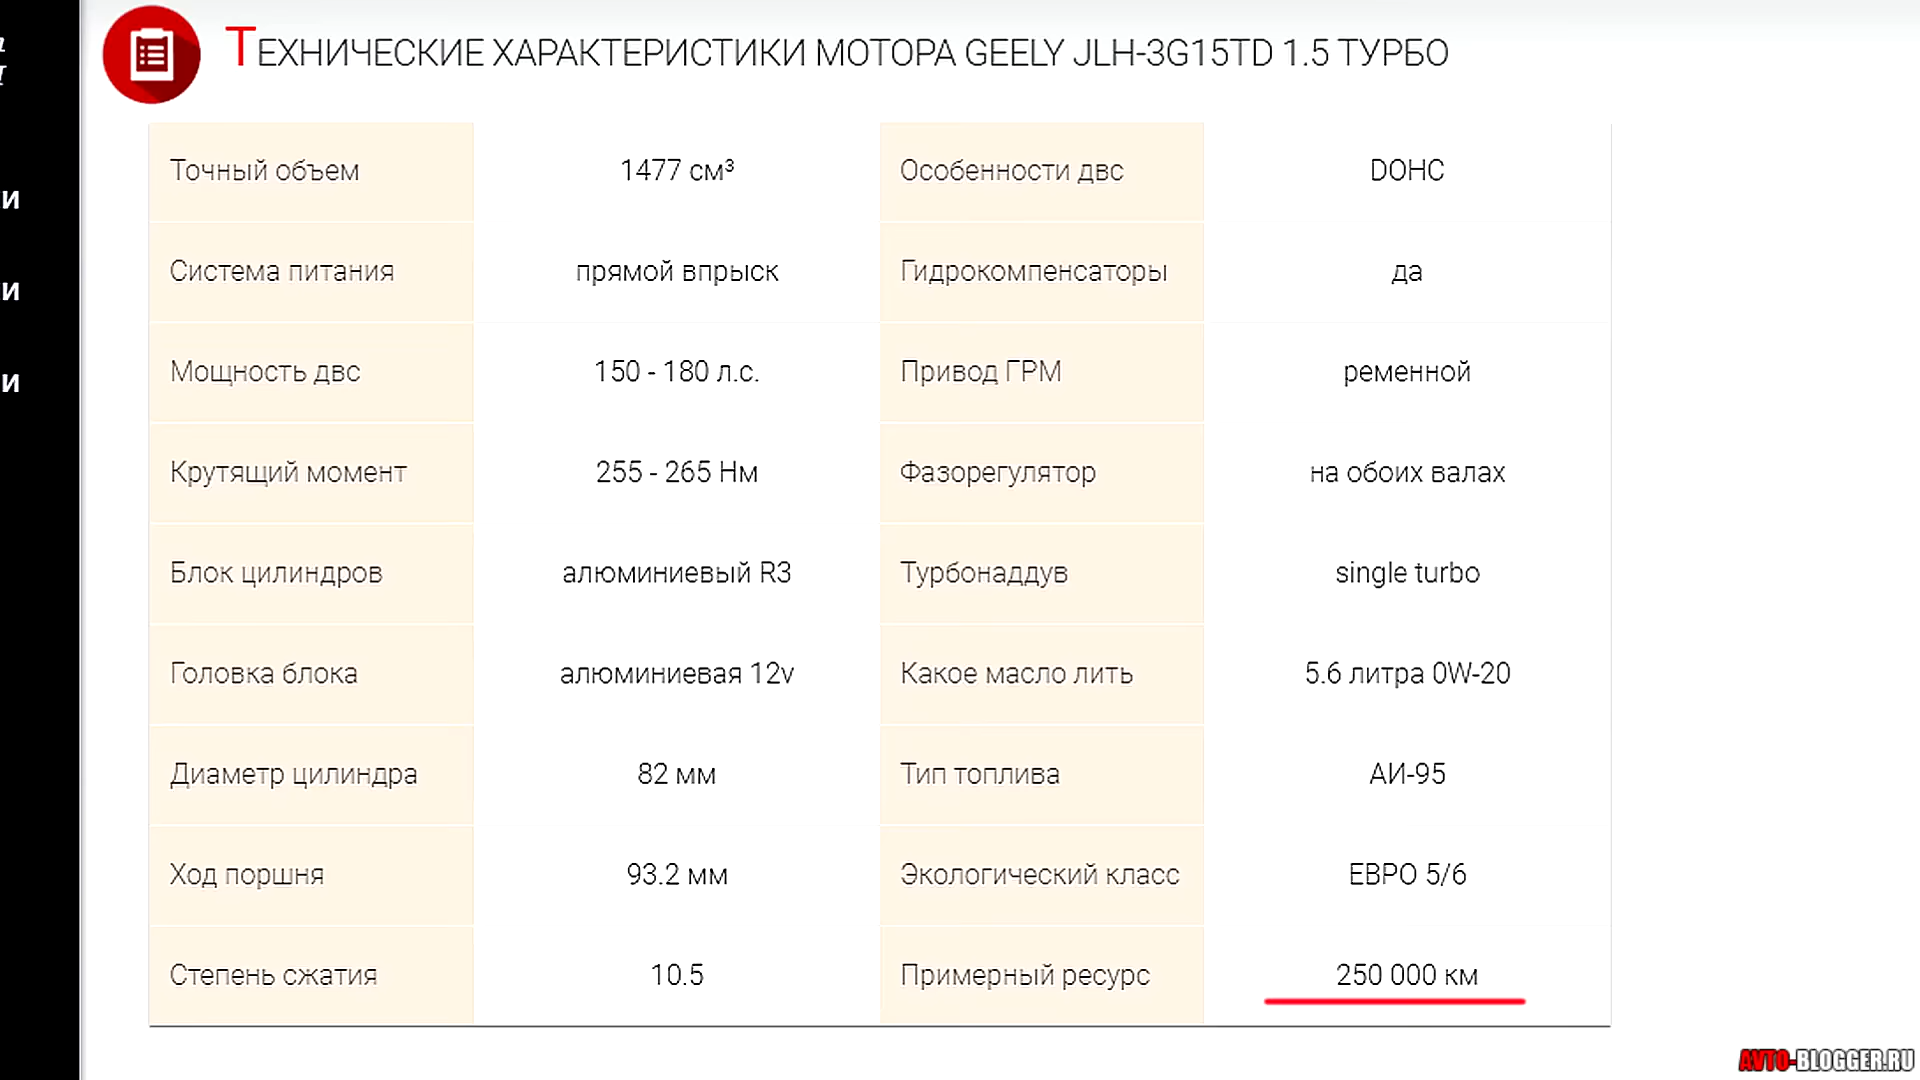 ТЕХНИЧЕСКИЕ ХАРАКТЕРИСТИКИ МОТОРА GEELY JLH-3G15TD 1.5 ТУРБО
Точный объем 1477 см³ Особенности двс DOHC
Система питания прямой впрыск Гидрокомпенсаторы да
и
Мощность двс 150 - 180 л.с. Привод ГРМ ременной
и
и
Крутящий момент 255 - 265 Нм Фазорегулятор на обоих валах
Блок цилиндров алюминиевый R3 Турбонаддув single turbo
Головка блока алюминиевая 12v Какое масло лить 5.6 литра 0W-20
Диаметр цилиндра 82 мм Тип топлива АИ-95
Ход поршня 93.2 мм Экологический класс ЕВРО 5/6
Степень сжатия 10.5 Примерный ресурс 250 000 км
AVTO-BLOGGER.RU